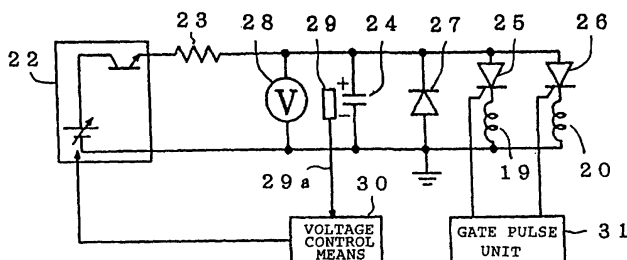 23
28
29
24
27
25
26
22
V
+
−
19
20
29a
30
31
VOLTAGE
CONTROL
MEANS
GATE PULSE
UNIT